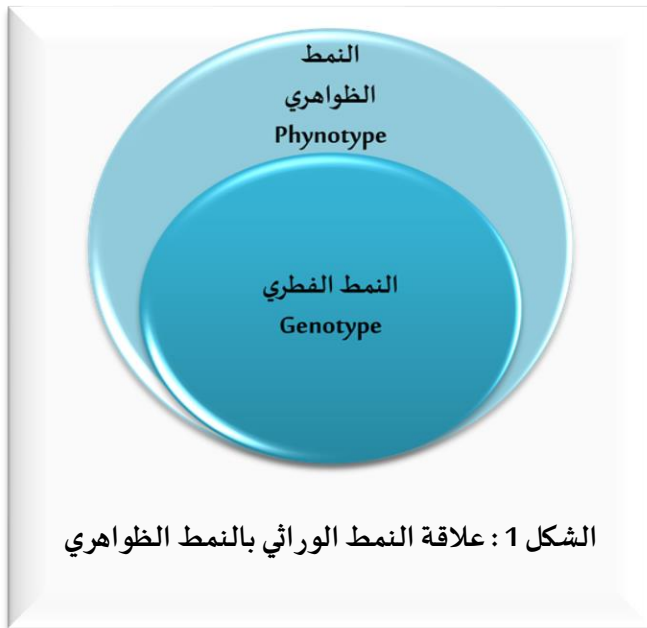 النمط
الظواهري
Phynotype
النمط الفطري
Genotype
الشكل 1 : علاقة النمط الوراثي بالنمط الظواهري